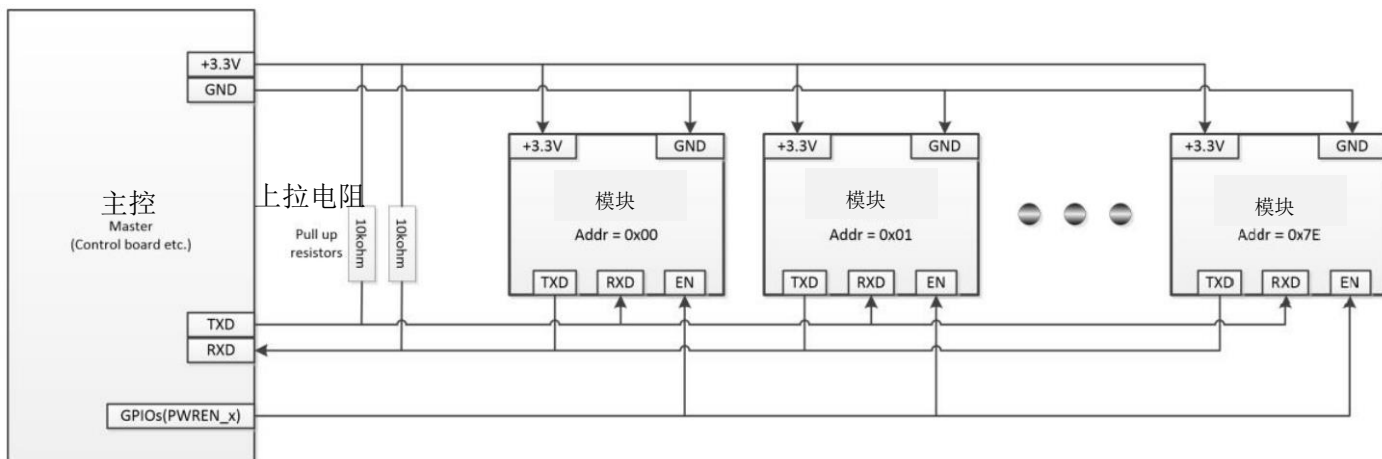 +3.3V
GND
主控
Master
(Control board etc.)
TXD
RXD
GPIOs(PWREN_x)
上拉电阻
Pull up
resistors
10kohm
10kohm
+3.3V
GND
模块
Addr = 0x00
TXD
RXD
EN
+3.3V
GND
模块
Addr = 0x01
TXD
RXD
EN
+3.3V
GND
模块
Addr = 0x7E
TXD
RXD
EN